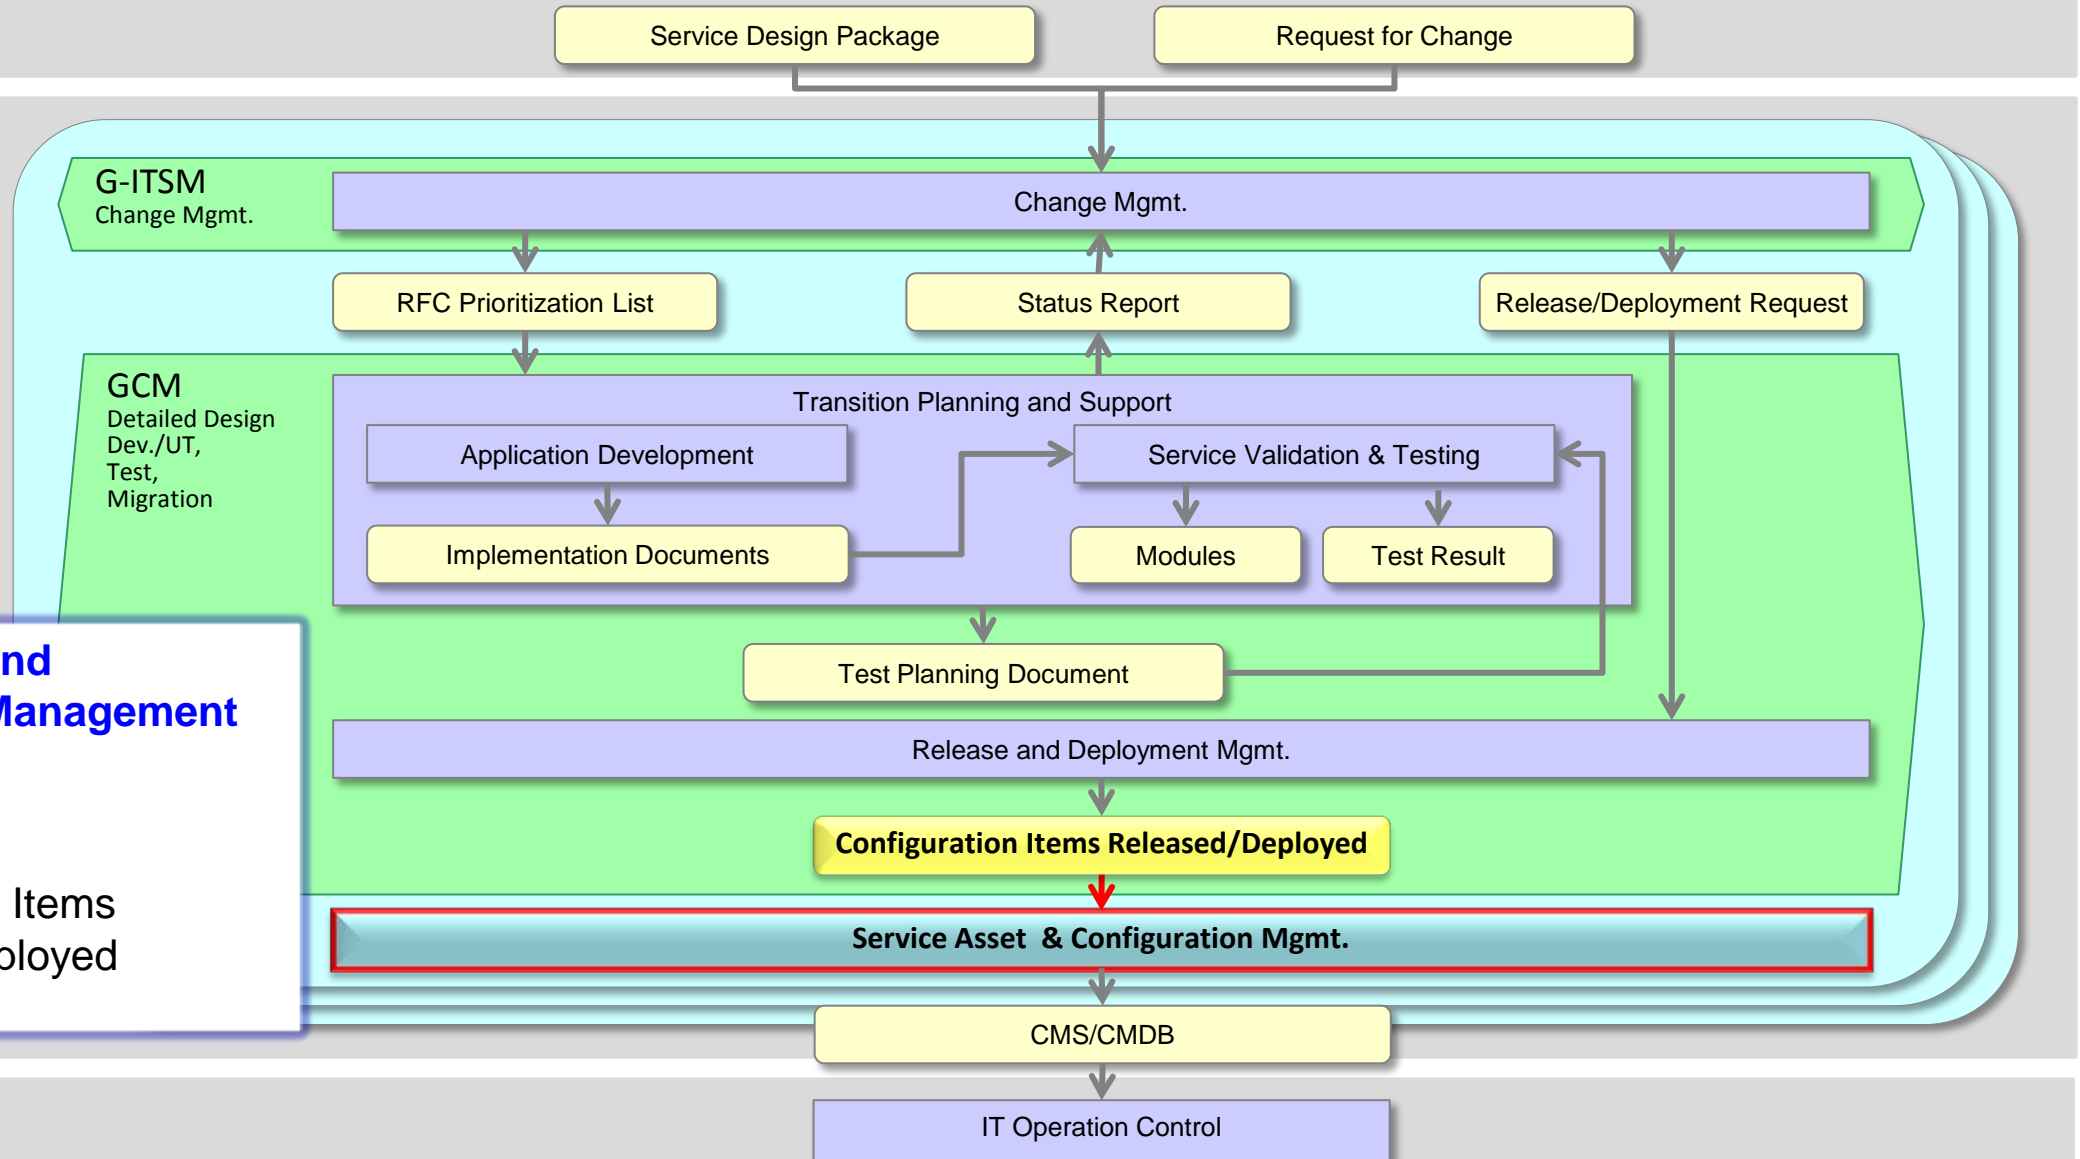 Service Design Package
Request for Change
G-ITSM
Change Mgmt.
Change Mgmt.
RFC Prioritization List
Status Report
Release/Deployment Request
GCM
Detailed Design
Dev./UT,
Test,
Migration
Transition Planning and Support
Application Development
Service Validation & Testing
Implementation Documents
Modules
Test Result
Test Planning Document
nd
Management
Release and Deployment Mgmt.
Configuration Items Released/Deployed
Items
ployed
Service Asset & Configuration Mgmt.
CMS/CMDB
IT Operation Control